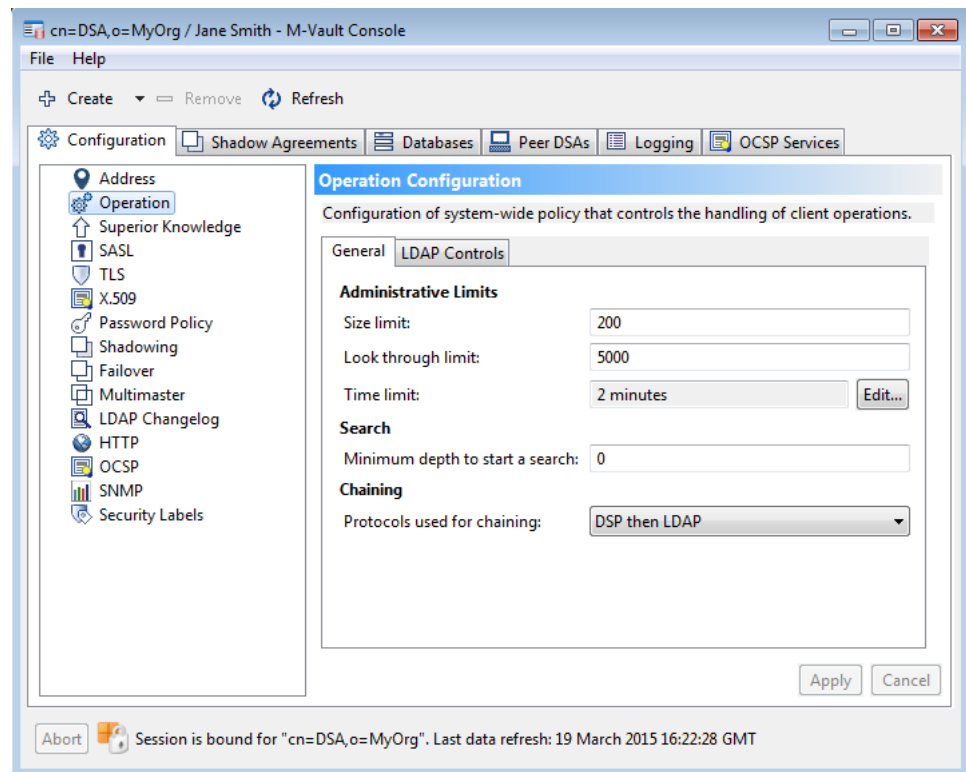 cn=DSA,o=MyOrg / Jane Smith - M-Vault Console
File Help
Create Remove Refresh
Configuration Shadow Agreements Databases Peer DSAs Logging OCSP Services
Address
Operation
Superior Knowledge
SASL
TLS
X.509
Password Policy
Shadowing
Failover
Multimaster
LDAP Changelog
HTTP
OCSP
SNMP
Security Labels
Operation Configuration
Configuration of system-wide policy that controls the handling of client operations.
General LDAP Controls
Administrative Limits
Size limit: 200
Look through limit: 5000
Time limit: 2 minutes Edit...
Search
Minimum depth to start a search: 0
Chaining
Protocols used for chaining: DSP then LDAP
Apply Cancel
Abort Session is bound for "cn=DSA,o=MyOrg". Last data refresh: 19 March 2015 16:22:28 GMT